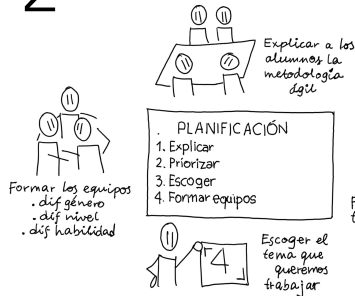 2
Explicar a los
alumnos la
metodología
ágil
. PLANIFICACIÓN
1. Explicar
2. Priorizar
3. Escoger
4. Formar equipos
Formar los equipos
. dif género
. dif nivel
. dif habilidad
4
Escoger el
tema que
queremos
trabajar